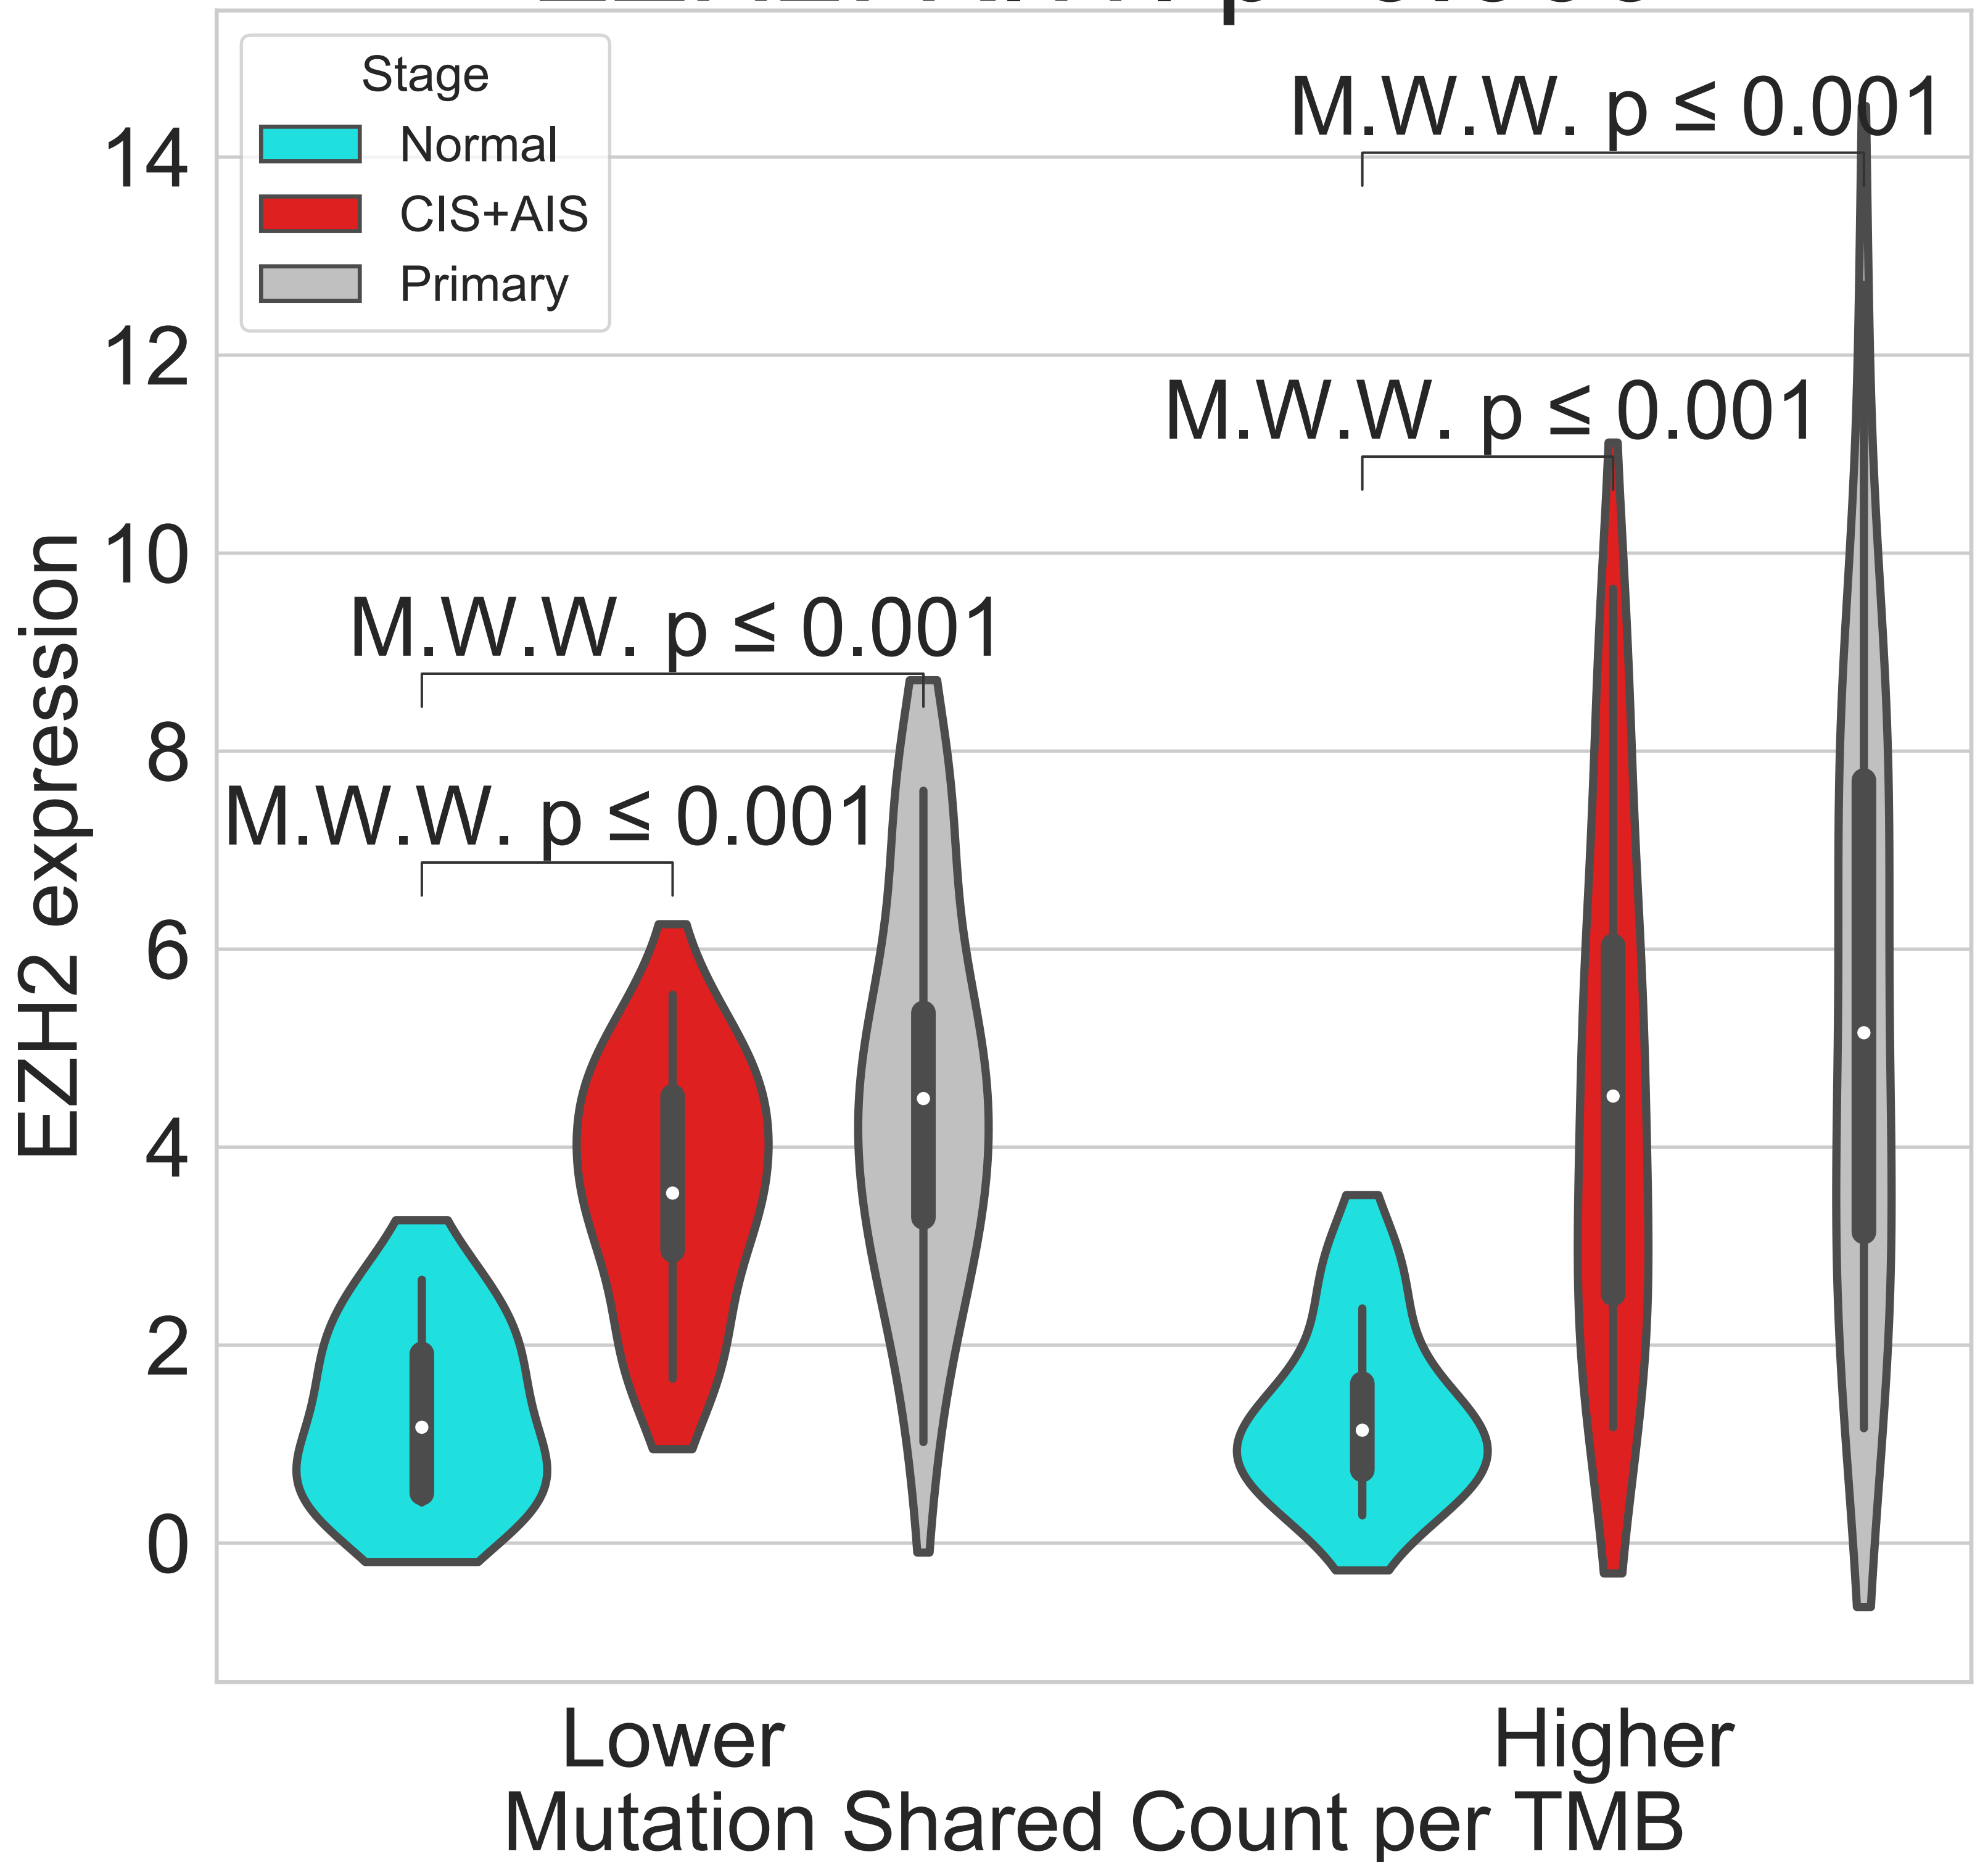 Stage
Normal
CIS+AIS
Primary
M.W.W. p ≤ 0.001
M.W.W. p ≤ 0.001
M.W.W. p ≤ 0.001
M.W.W. p ≤ 0.001
14
12
10
8
6
4
2
0
EZH2 expression
Lower
Higher
Mutation Shared Count per TMB